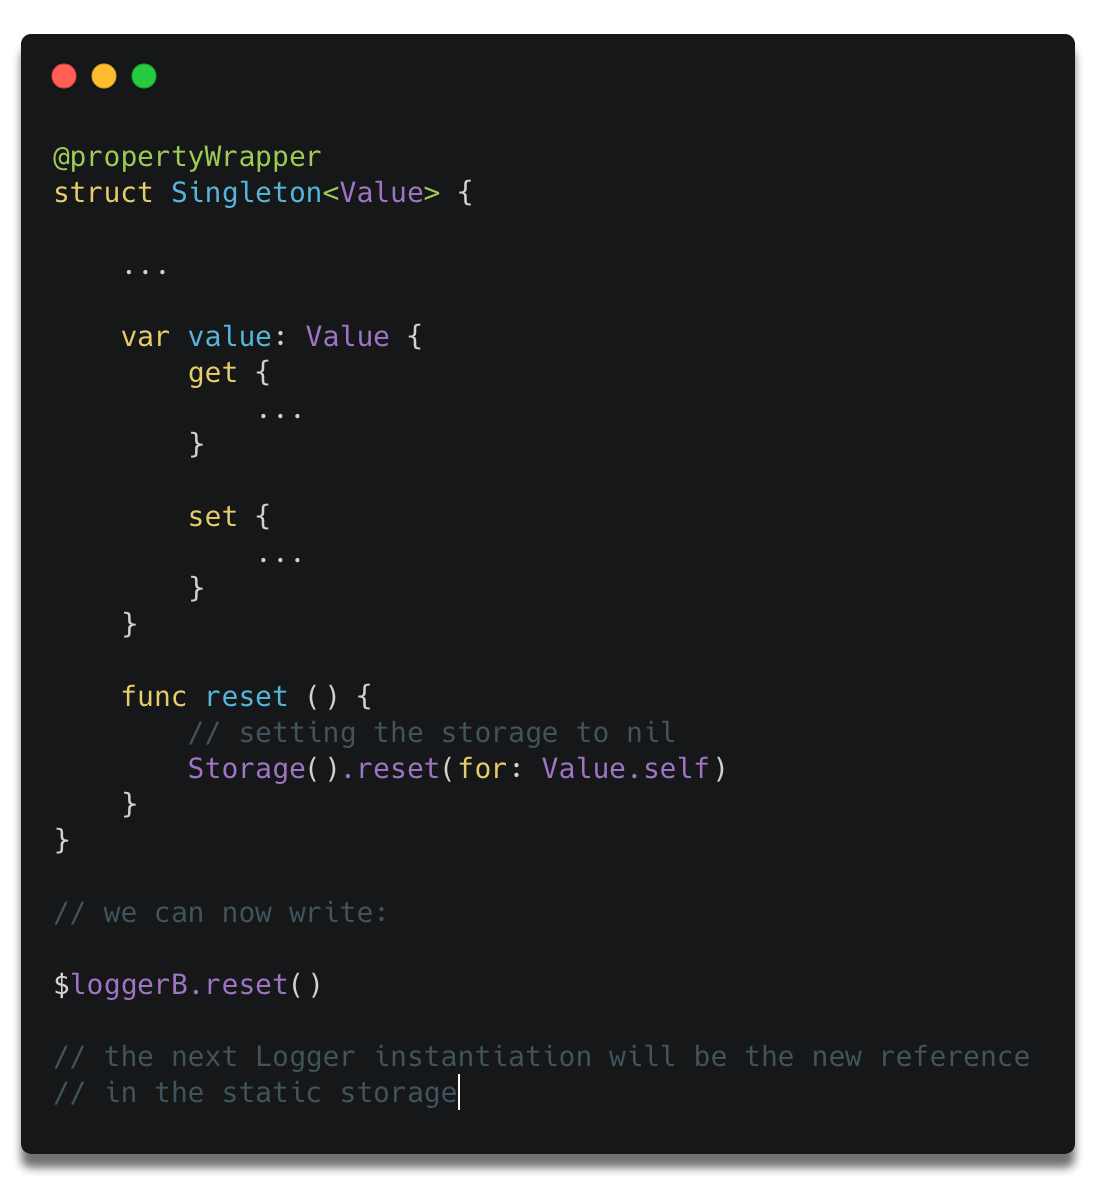 @propertyWrapper
struct Singleton<Value> {
    ...
    var value: Value {
        get {
            ...
        }
        set {
            ...
        }
    }
    func reset () {
        // setting the storage to nil
        Storage().reset(for: Value.self)
    }
}
// we can now write:
$loggerB.reset()
// the next Logger instantiation will be the new reference
// in the static storage